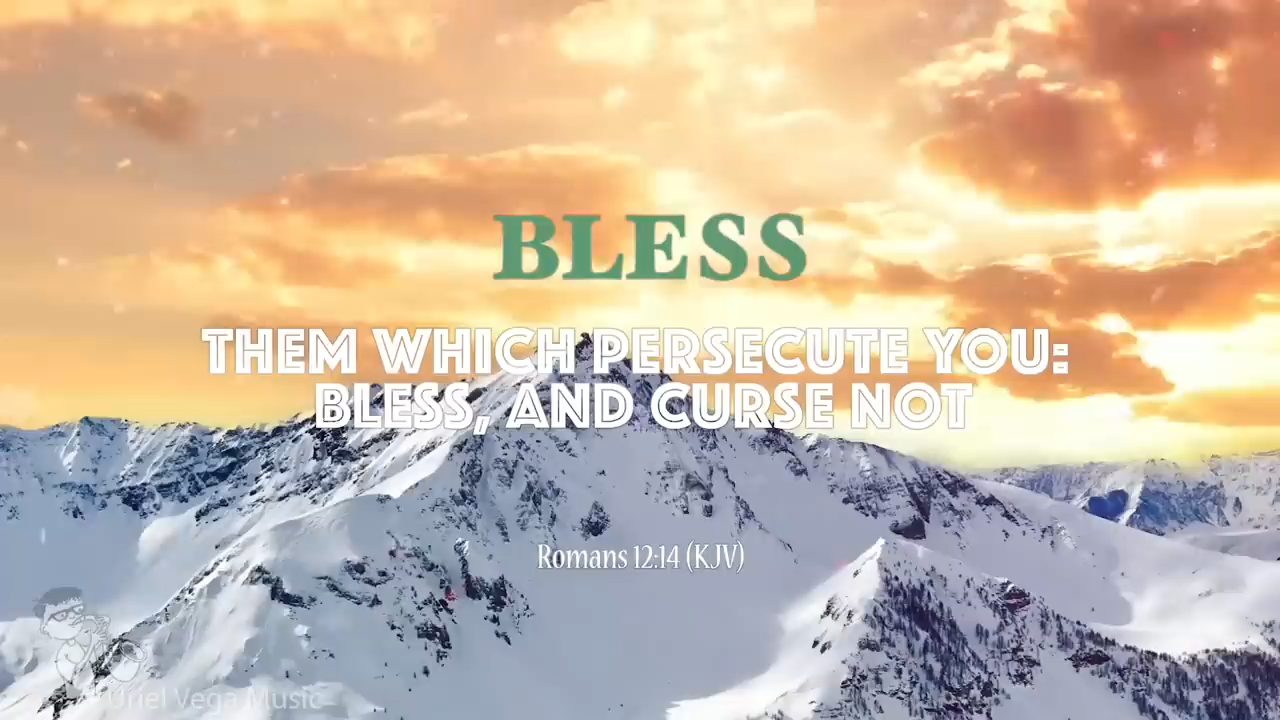 BLESS
THEM WHICH PERSECUTE YOU:
BLESS, AND CURSE NOT
Romans 12:14 (KJV)
Uriel Vega Music